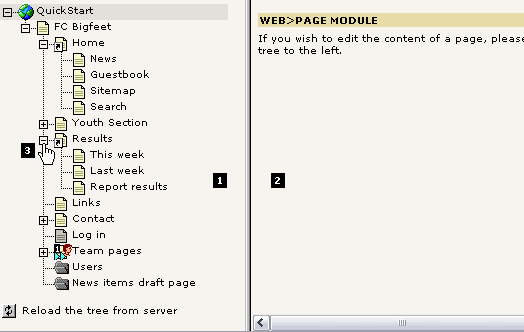 QuickStart
FC Bigfeet
Home
News
Guestbook
Sitemap
Search
Youth Section
Results
3
This week
Last week
Report results
1
Links
Contact
Log in
Team pages
Users
News items draft page
Reload the tree from server
WEB>PAGE MODULE
If you wish to edit the content of a page, please
tree to the left.
2